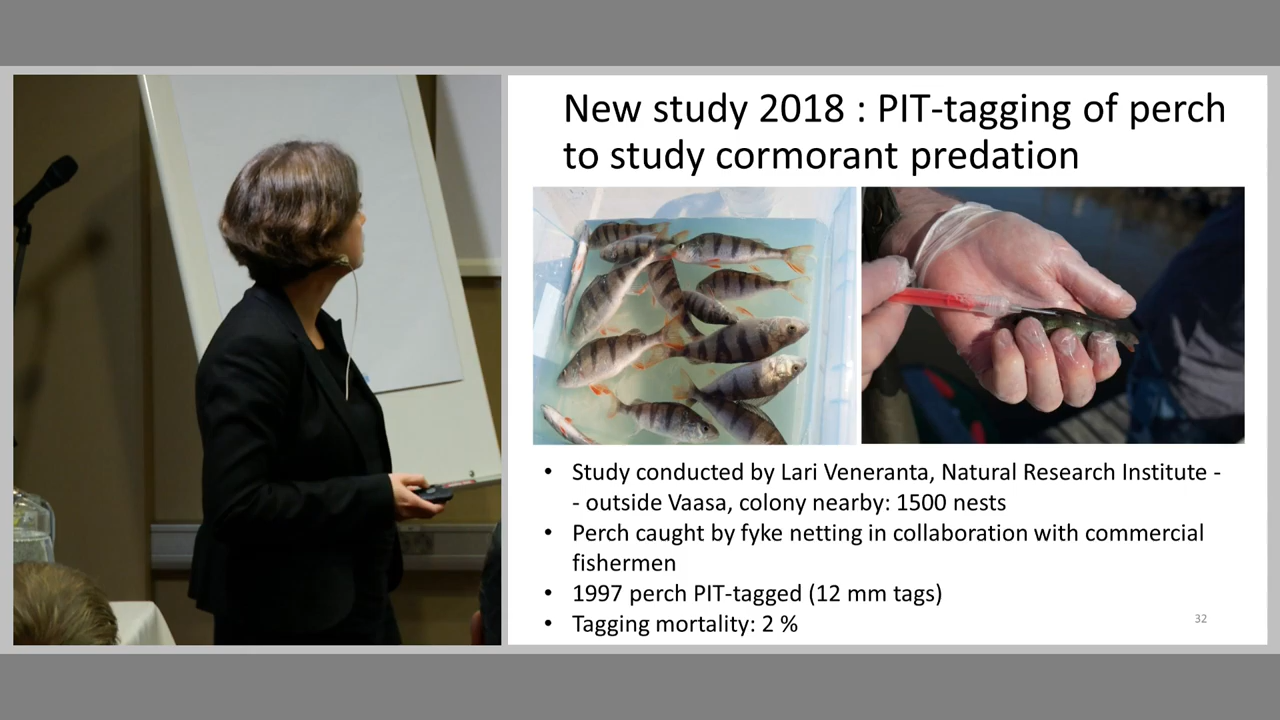 New study 2018 : PIT-tagging of perch
to study cormorant predation
• Study conducted by Lari Veneranta, Natural Research Institute -
- outside Vaasa, colony nearby: 1500 nests
• Perch caught by fyke netting in collaboration with commercial
fishermen
• 1997 perch PIT-tagged (12 mm tags)
• Tagging mortality: 2 %
32